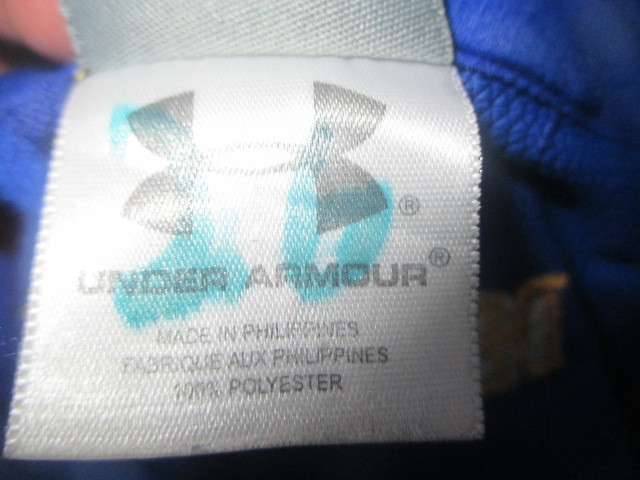 ®
UNDER ARMOUR®
MADE IN PHILIPPINES
FABRIQUE AUX PHILIPPINES
100% POLYESTER